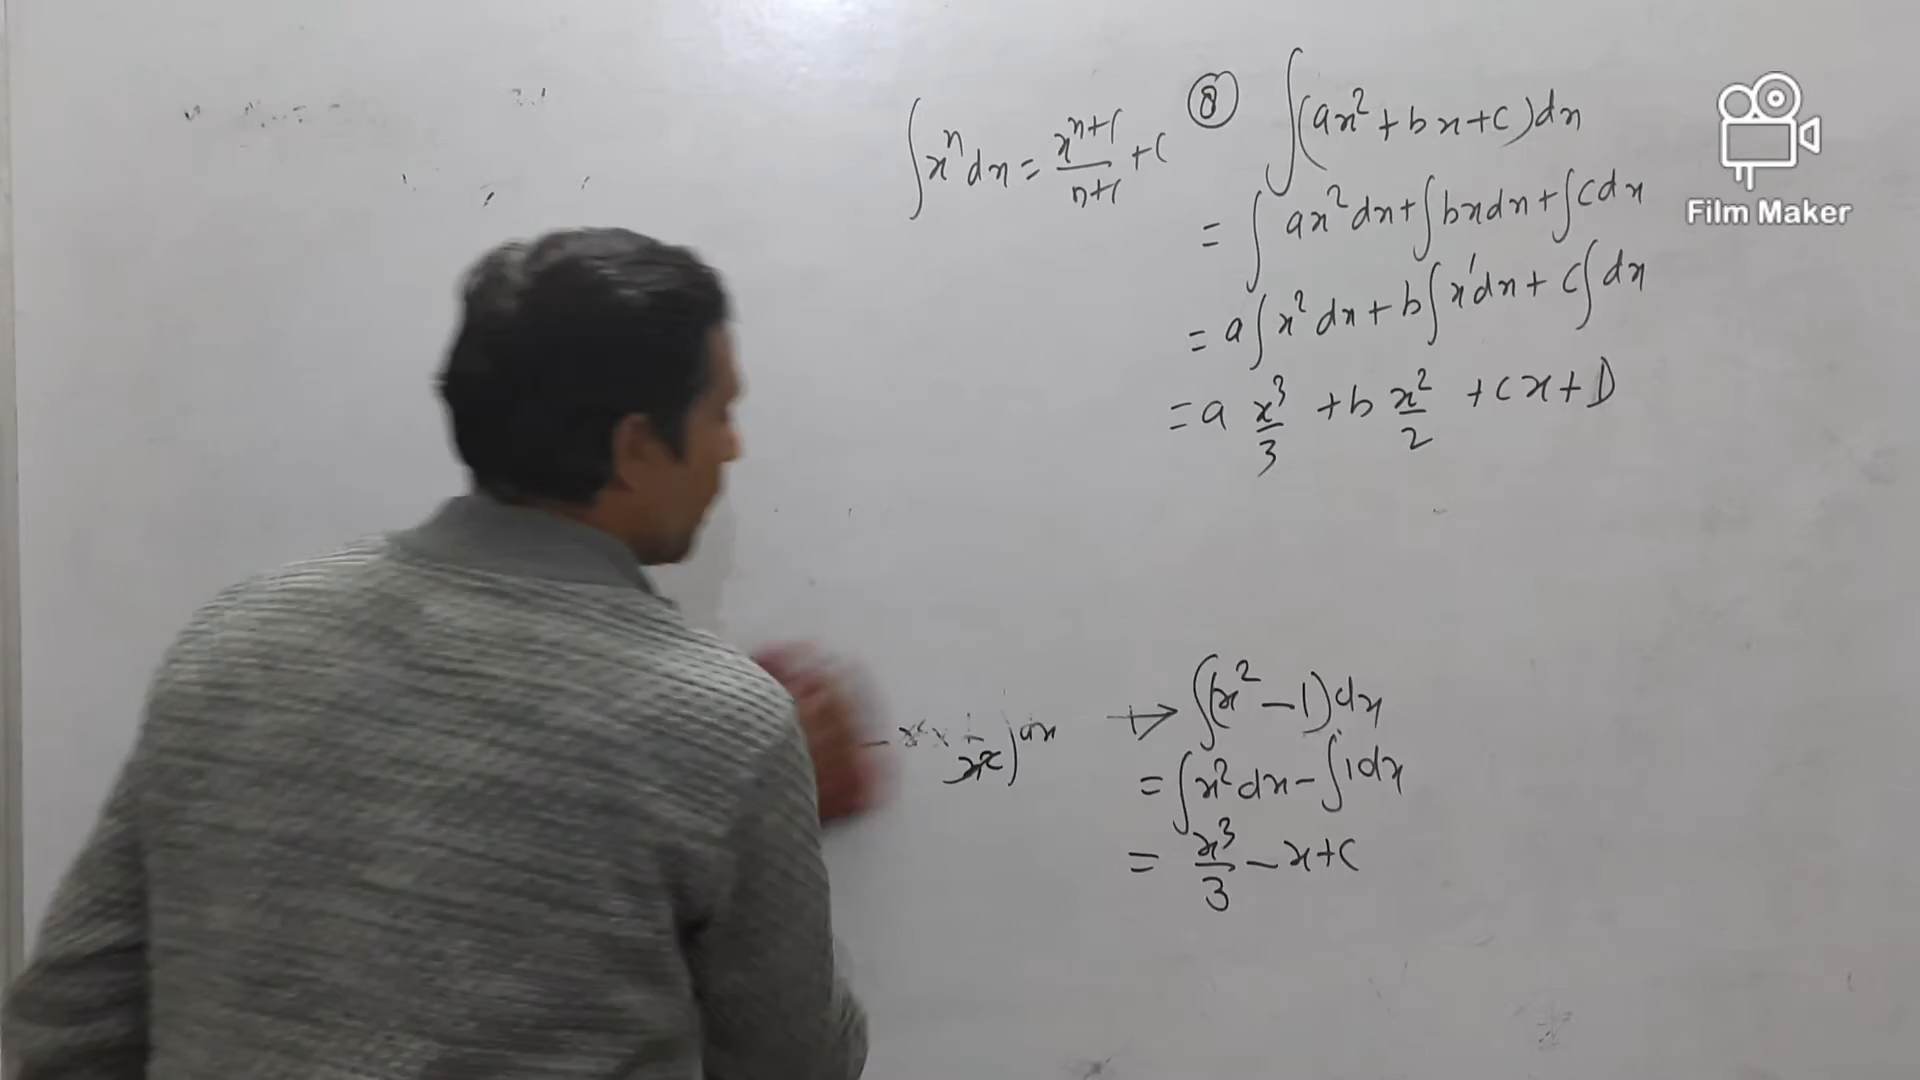 ∫xⁿdx = xⁿ⁺¹/n+1 + C
⑧ ∫(ax²+bx+c)dx
= ∫ax²dx+∫bxdx+∫cdx
= a∫x²dx+b∫x¹dx+c∫dx
= a x³/3 +b x²/2 +cx+D
Film Maker
→ ∫(x²-1)dx
= ∫x²dx-∫1dx
= x³/3 -x+C